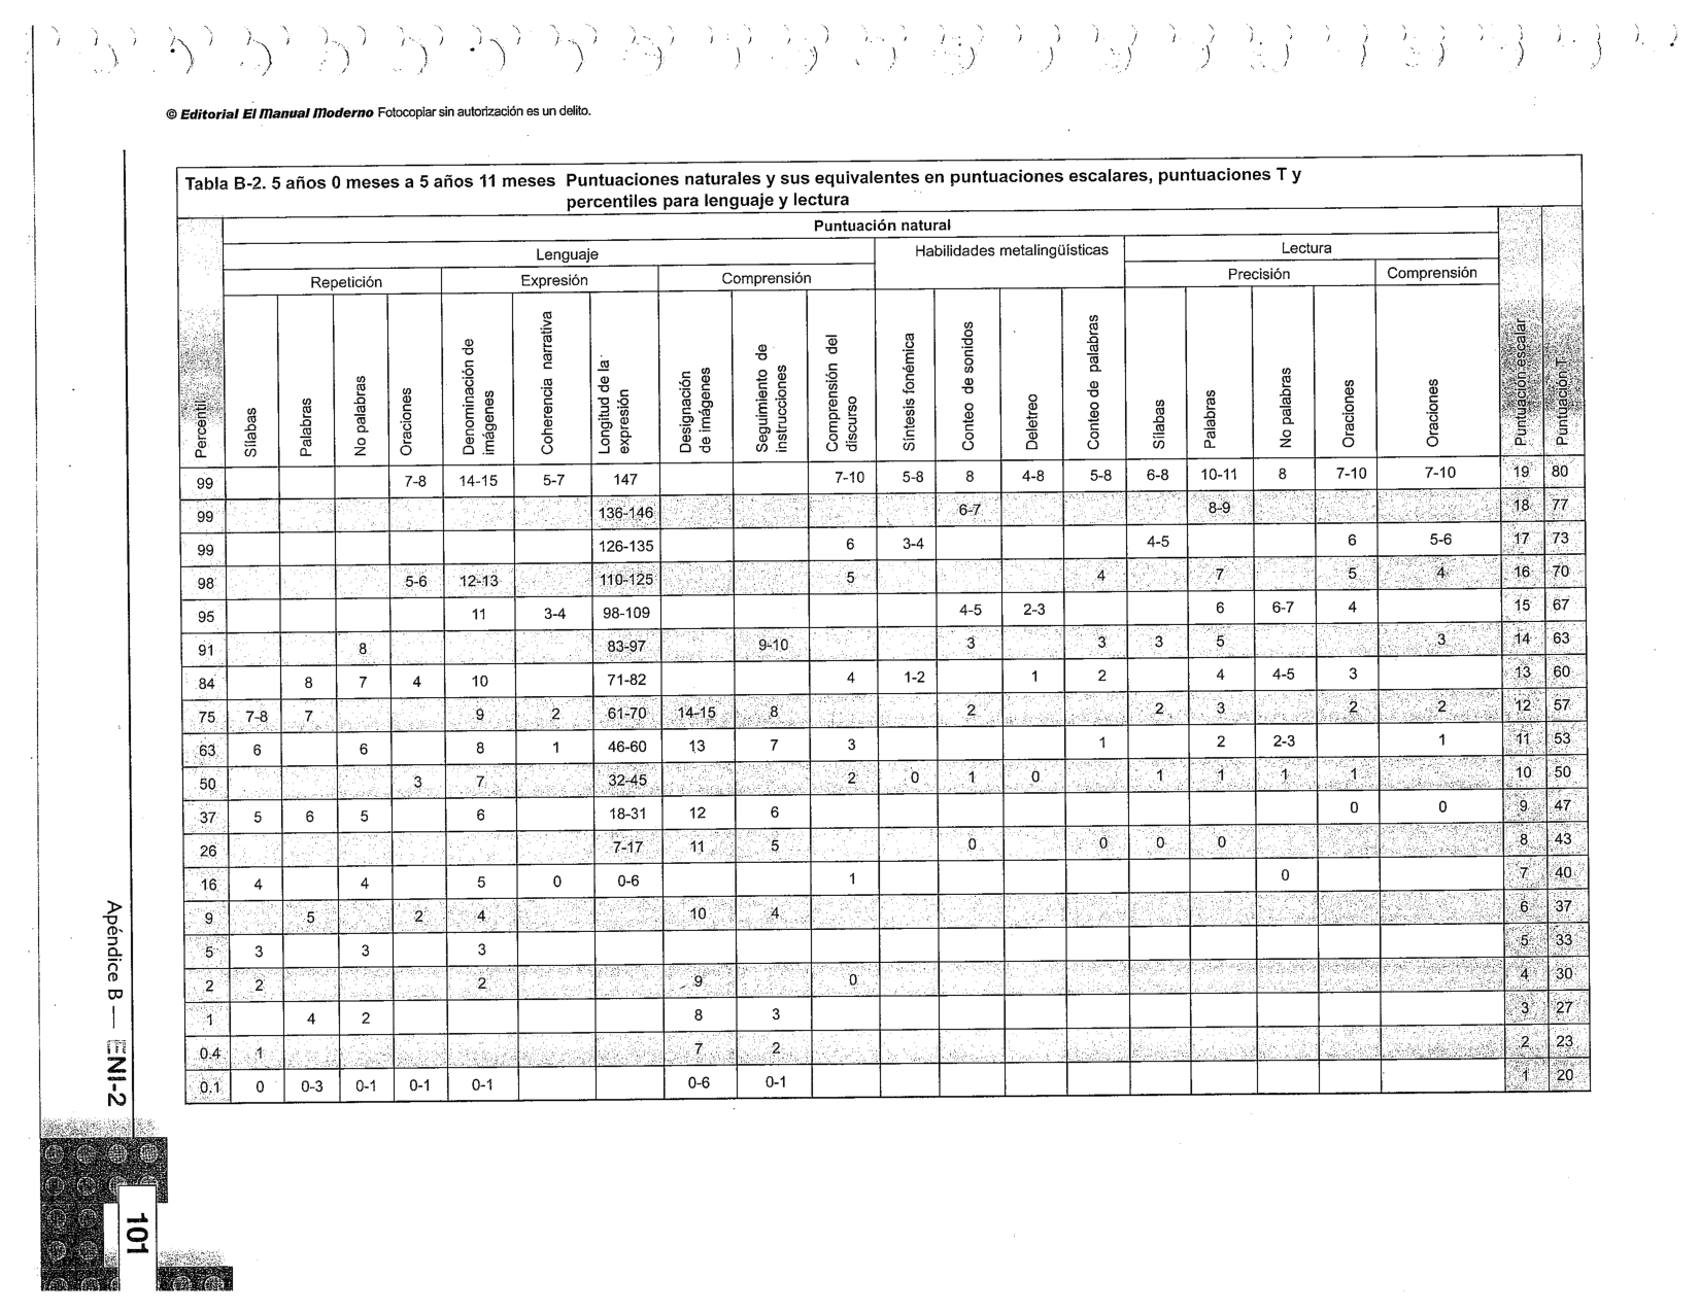 © Editorial El Manual Moderno Fotocopiar sin autorización es un delito.
Tabla B-2. 5 años 0 meses a 5 años 11 meses Puntuaciones naturales y sus equivalentes en puntuaciones escalares, puntuaciones T y
percentiles para lenguaje y lectura
Puntuación natural
Lenguaje Habilidades metalingüísticas Lectura
Repetición Expresión Comprensión Precisión Comprensión
Percentil Sílabas Palabras No palabras Oraciones Denominación de imágenes Coherencia narrativa Longitud de la expresión Designación de imágenes Seguimiento de instrucciones Comprensión del discurso Síntesis fonémica Conteo de sonidos Deletreo Conteo de palabras Sílabas Palabras No palabras Oraciones Oraciones Puntuación escalar Puntuación T
99 7-8 14-15 5-7 147 7-10 5-8 8 4-8 5-8 6-8 10-11 8 7-10 7-10 19 80
99 136-146 6-7 8-9 18 77
99 126-135 6 3-4 4-5 6 5-6 17 73
98 5-6 12-13 110-125 5 4 7 5 4 16 70
95 11 3-4 98-109 4-5 2-3 6 6-7 4 15 67
91 8 83-97 9-10 3 3 3 5 3 14 63
84 8 7 4 10 71-82 4 1-2 1 2 4 4-5 3 13 60
75 7-8 7 9 2 61-70 14-15 8 2 2 3 2 2 12 57
63 6 6 8 1 46-60 13 7 3 1 2 2-3 1 11 53
50 3 7 32-45 2 0 1 0 1 1 1 1 10 50
37 5 6 5 6 18-31 12 6 0 0 9 47
26 7-17 11 5 0 0 0 0 8 43
16 4 4 5 0 0-6 1 0 7 40
9 5 2 4 10 4 6 37
5 3 3 3 5 33
2 2 2 9 0 4 30
1 4 2 8 3 3 27
0.4 1 7 2 2 23
0.1 0 0-3 0-1 0-1 0-1 0-6 0-1 1 20
Apéndice B — ENI-2
101